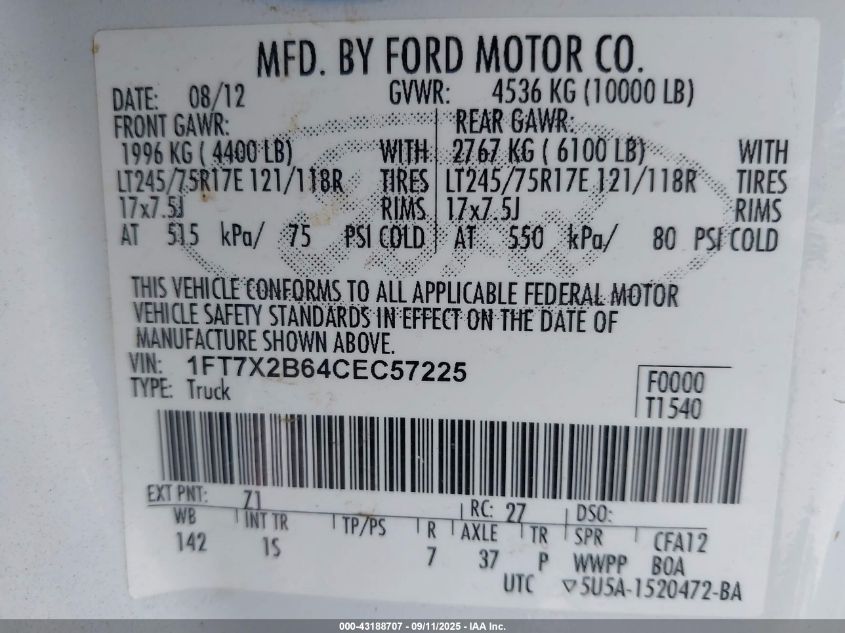 MFD. BY FORD MOTOR CO.
DATE: 08/12 GVWR: 4536 KG (10000 LB)
FRONT GAWR: REAR GAWR:
1996 KG ( 4400 LB) WITH 2767 KG ( 6100 LB) WITH
LT245/75R17E 121/118R TIRES LT245/75R17E 121/118R TIRES
17x7.5J RIMS 17x7.5J RIMS
AT 515 kPa/ 75 PSI COLD AT 550 kPa/ 80 PSI COLD
THIS VEHICLE CONFORMS TO ALL APPLICABLE FEDERAL MOTOR
VEHICLE SAFETY STANDARDS IN EFFECT ON THE DATE OF
MANUFACTURE SHOWN ABOVE.
VIN: 1FT7X2B64CEC57225
TYPE: Truck
F0000
T1540
EXT PNT: Z1 RC: 27 DSO:
WB INT TR TP/PS R AXLE TR SPR CFA12
142 1S 7 37 P WWPP BOA
UTC ▽5U5A-1520472-BA
000-43188707 - 09/11/2025 - IAA Inc.